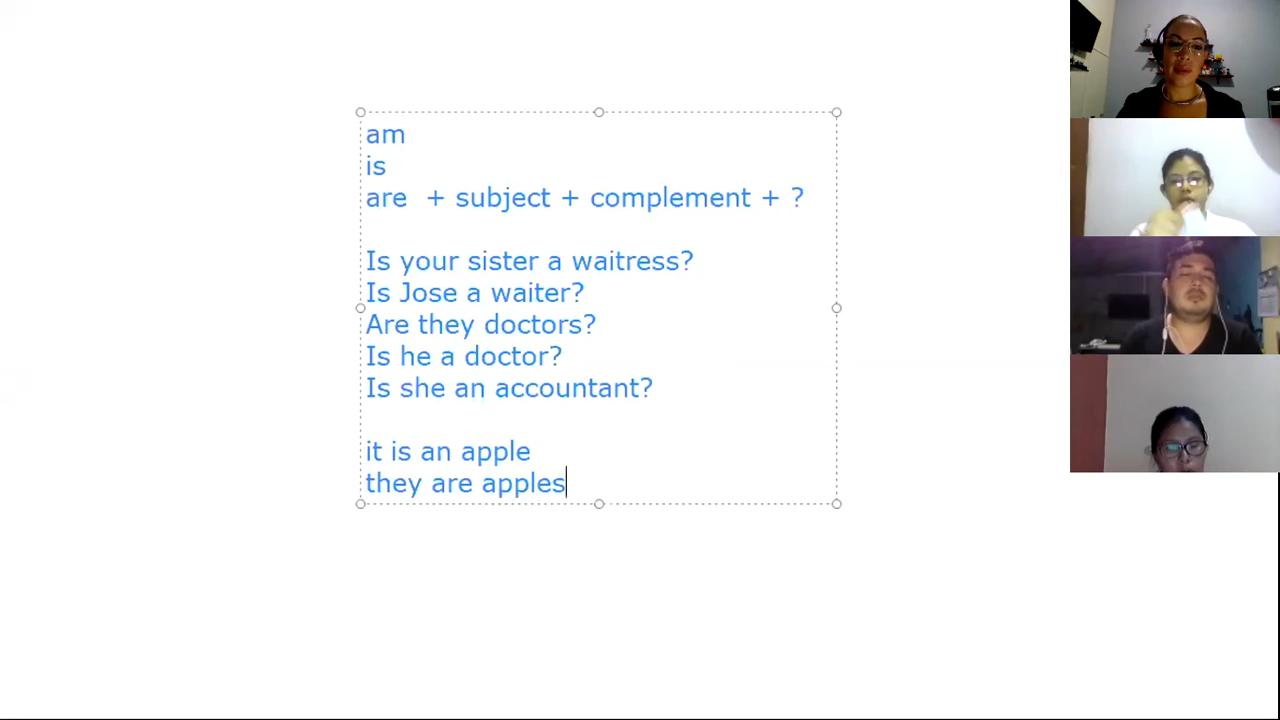 am
is
are + subject + complement + ?
Is your sister a waitress?
Is Jose a waiter?
Are they doctors?
Is he a doctor?
Is she an accountant?
it is an apple
they are apples